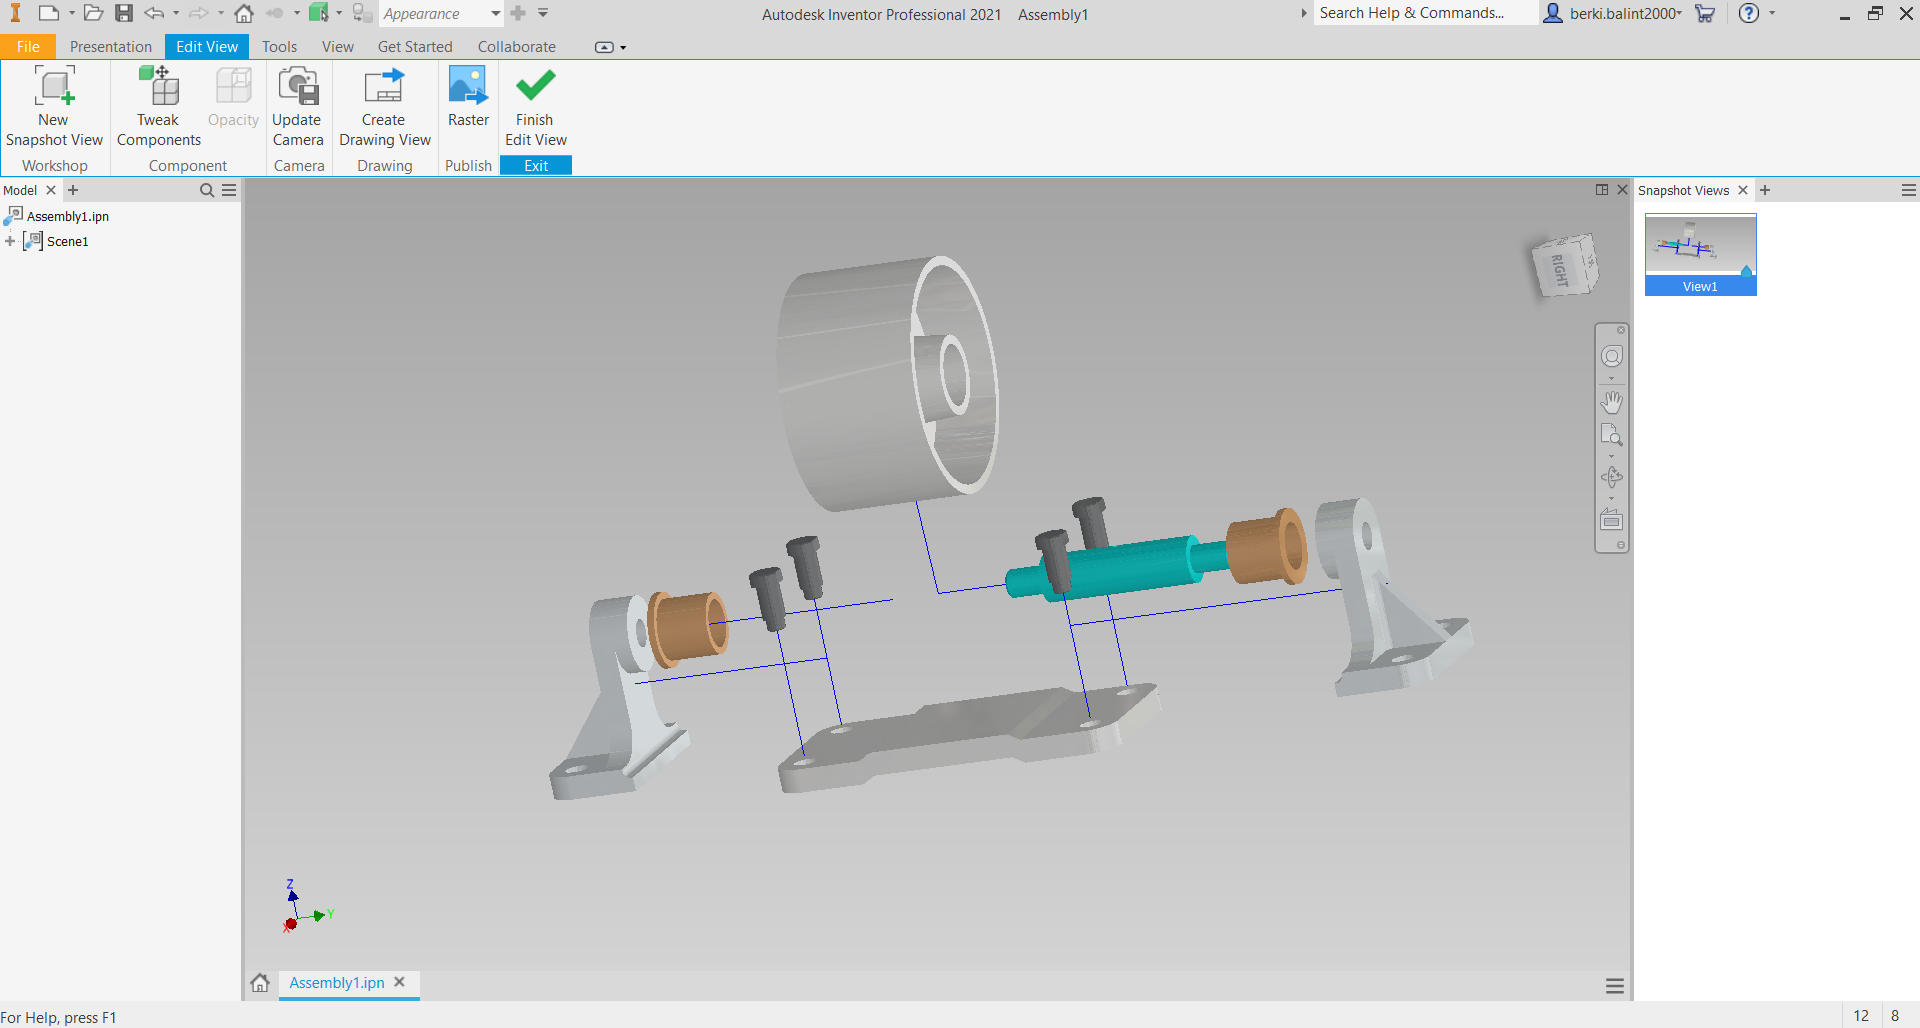 Appearance
Autodesk Inventor Professional 2021 Assembly1
Search Help & Commands...
berki.balint2000
File Presentation Edit View Tools View Get Started Collaborate
New
Snapshot View
Tweak
Components
Opacity
Update
Camera
Create
Drawing View
Raster
Finish
Edit View
Workshop Component Camera Drawing Publish Exit
Model
Snapshot Views
Assembly1.ipn
Scene1
RIGHT
View1
Z
Y
X
Assembly1.ipn
For Help, press F1
12 8